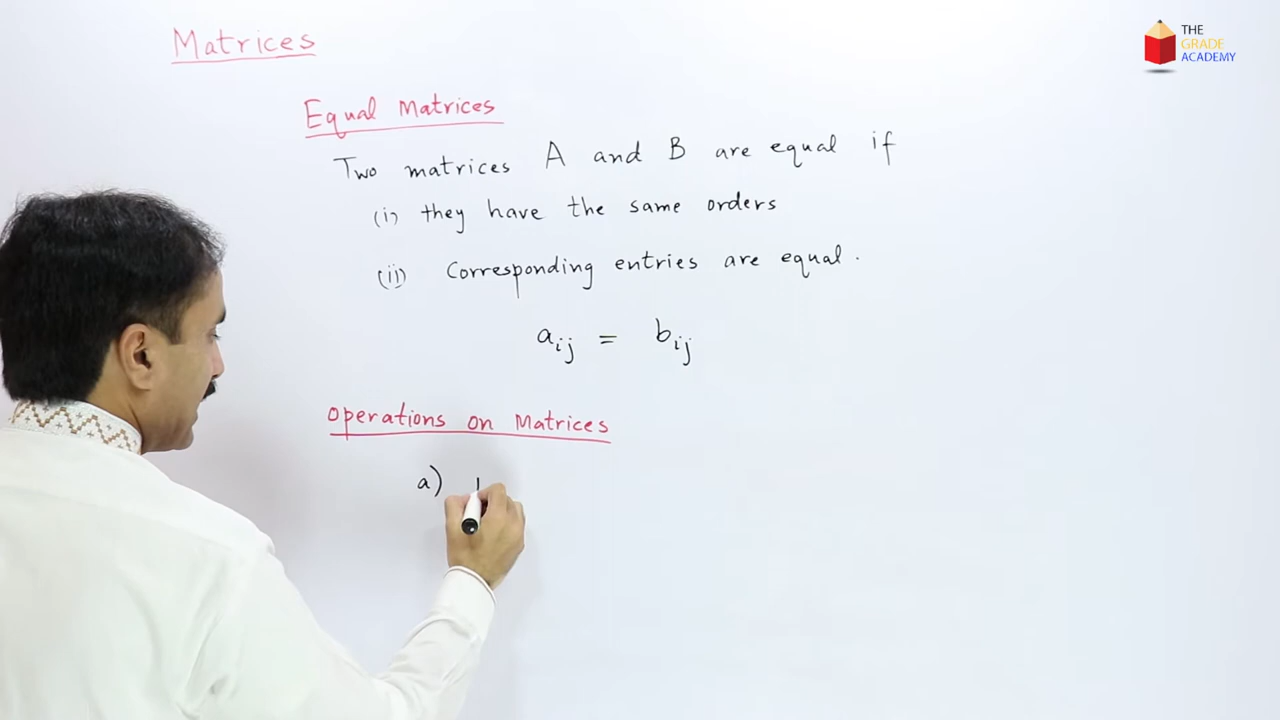 Matrices
THE
GRADE
ACADEMY
Equal Matrices
Two matrices A and B are equal if
(i) they have the same orders
(ii) Corresponding entries are equal.
aij = bij
Operations on Matrices
a)